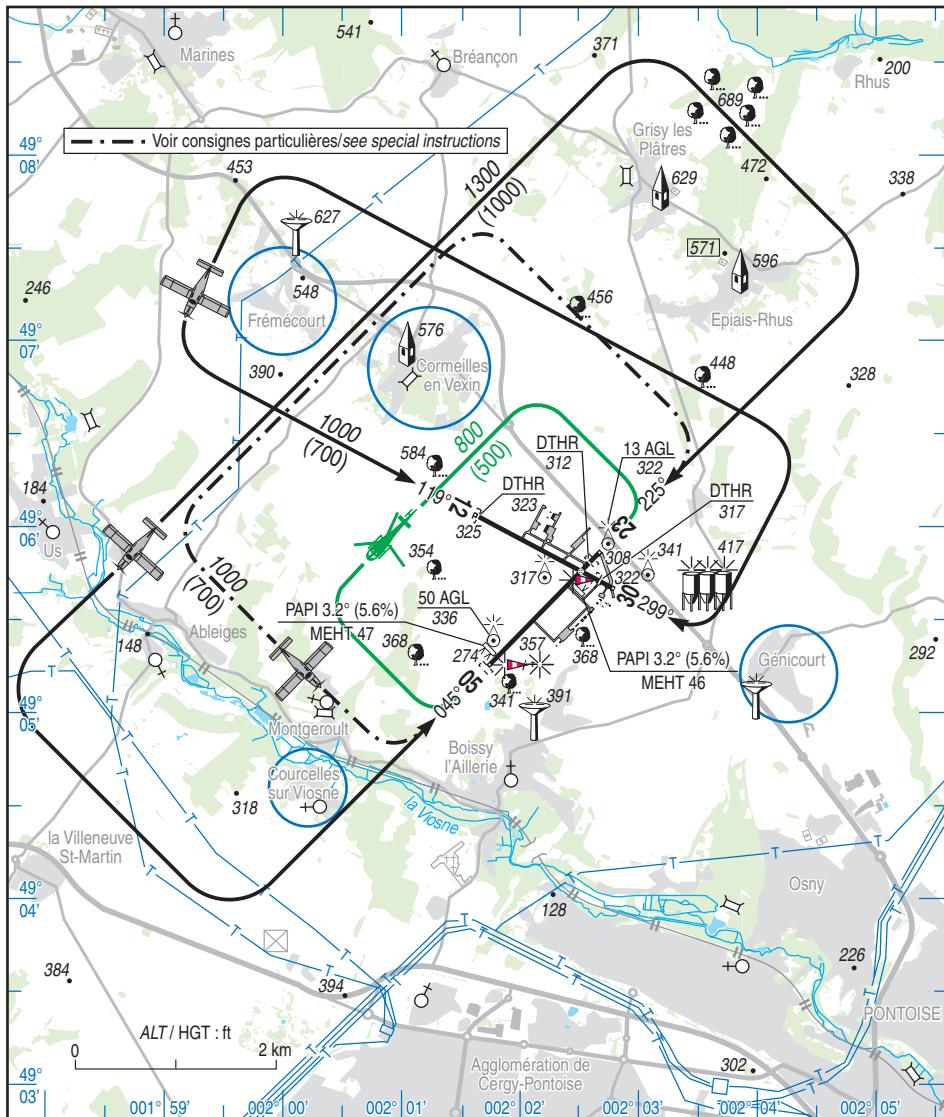 541
Marines
Bréançon
371
200
Rhus
689
Voir consignes particulières/see special instructions
Grisy les
Plâtres
49°
08'
453
1300
(1000)
629
472
338
627
571
596
246
548
456
Epiais-Rhus
Frémécourt
576
49°
07'
Cormeilles
en Vexin
390
448
328
1000
(700)
800
(500)
DTHR
312
13 AGL
322
584
119°
DTHR
323
225°
DTHR
317
184
12
325
23
49°
06'
Us
354
317
308
322
341
417
30
299°
1000
(700)
50 AGL
336
PAPI 3.2° (5.6%)
MEHT 47
Ableiges
148
368
274
357
368
PAPI 3.2° (5.6%)
MEHT 46
Génicourt
292
05
045°
341
391
49°
05'
Montgeroult
Boissy
l'Aillerie
Courcelles
sur Viosne
318
la Viosne
la Villeneuve
St-Martin
Osny
49°
04'
128
384
394
226
PONTOISE
ALT / HGT : ft
0
2 km
Agglomération de
Cergy-Pontoise
302
49°
03'
001° 59'
002° 00'
002° 01'
002° 02'
002° 03'
002° 04'
002° 05'